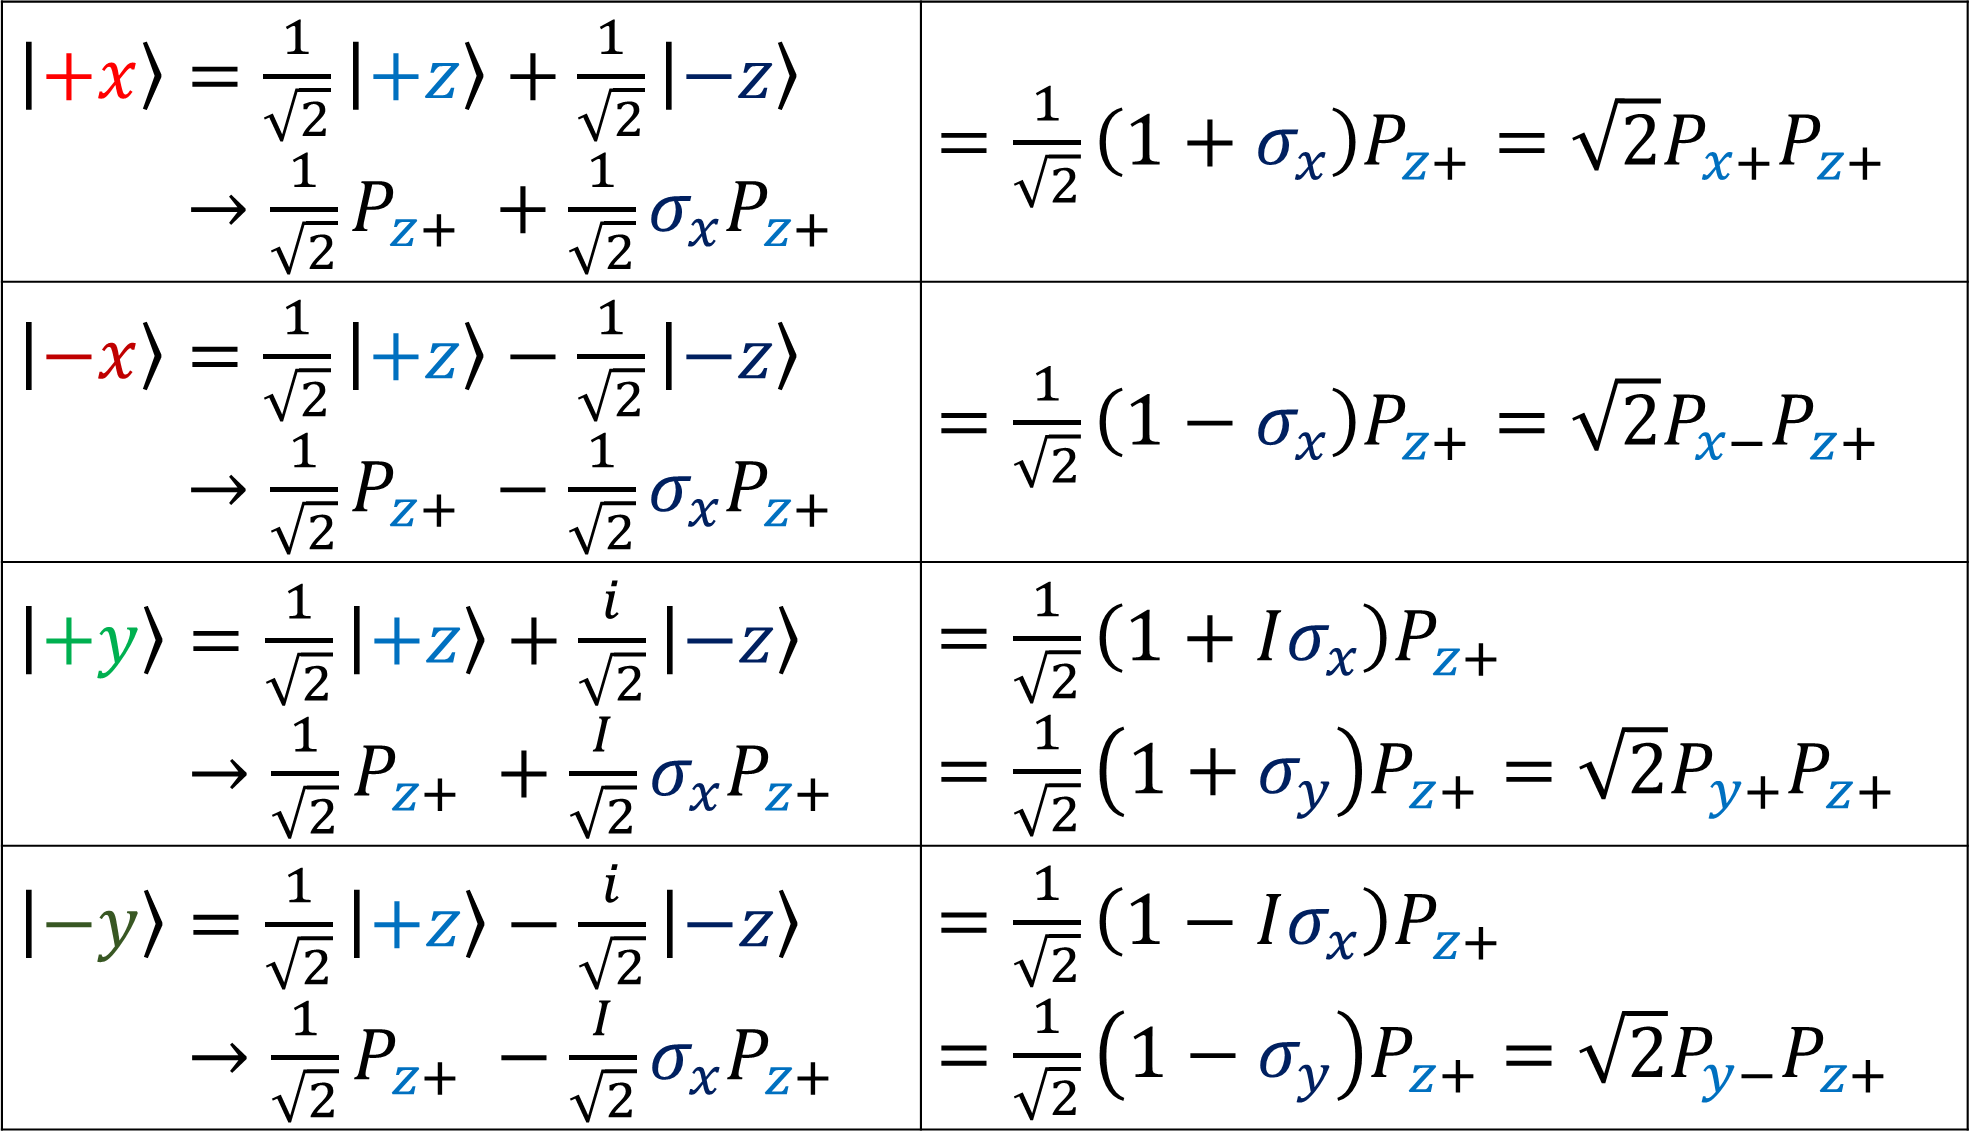 |+x⟩ = 1/√2 |+z⟩ + 1/√2 |−z⟩
→ 1/√2 P_{z+} + 1/√2 σ_x P_{z+}
= 1/√2 (1 + σ_x)P_{z+} = √2 P_{x+} P_{z+}
|−x⟩ = 1/√2 |+z⟩ − 1/√2 |−z⟩
→ 1/√2 P_{z+} − 1/√2 σ_x P_{z+}
= 1/√2 (1 − σ_x)P_{z+} = √2 P_{x−} P_{z+}
|+y⟩ = 1/√2 |+z⟩ + i/√2 |−z⟩
→ 1/√2 P_{z+} + I/√2 σ_x P_{z+}
= 1/√2 (1 + Iσ_x)P_{z+}
= 1/√2 (1 + σ_y)P_{z+} = √2 P_{y+} P_{z+}
|−y⟩ = 1/√2 |+z⟩ − i/√2 |−z⟩
→ 1/√2 P_{z+} − I/√2 σ_x P_{z+}
= 1/√2 (1 − Iσ_x)P_{z+}
= 1/√2 (1 − σ_y)P_{z+} = √2 P_{y−} P_{z+}